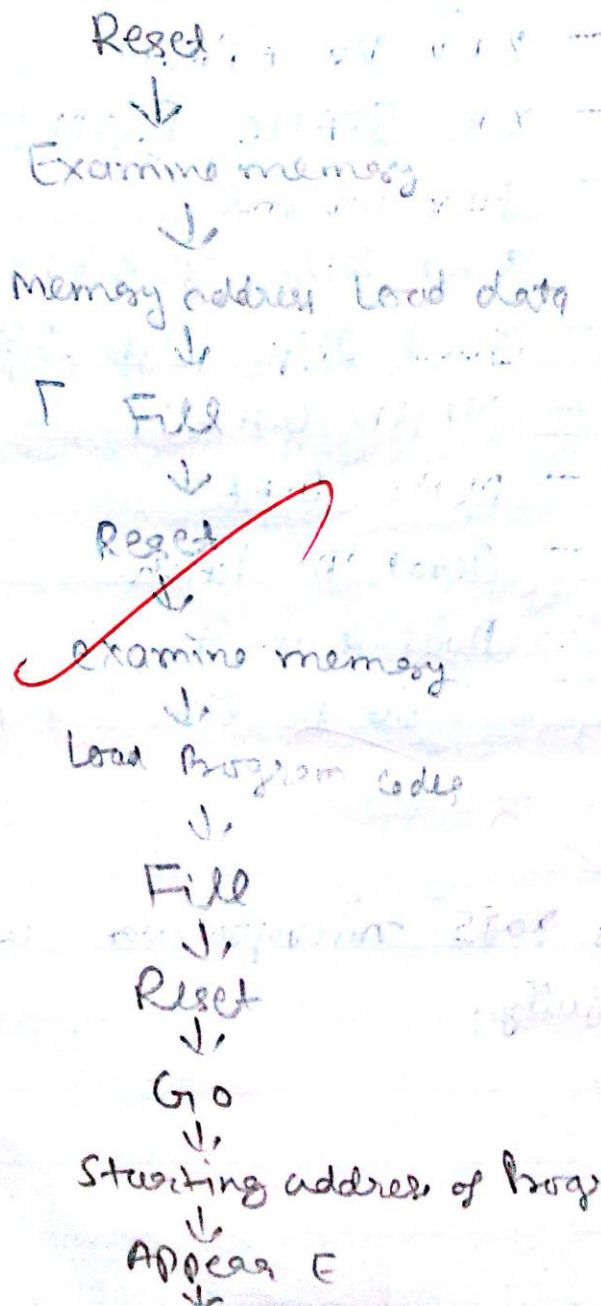 Reset
↓
Examine memory
↓
Memory address Load data
↓
Fill
↓
Reset
↓
examine memory
↓
Load Program codes
↓
Fill
↓
Reset
↓
Go
↓
Starting address of Prog
↓
Appear E
↓